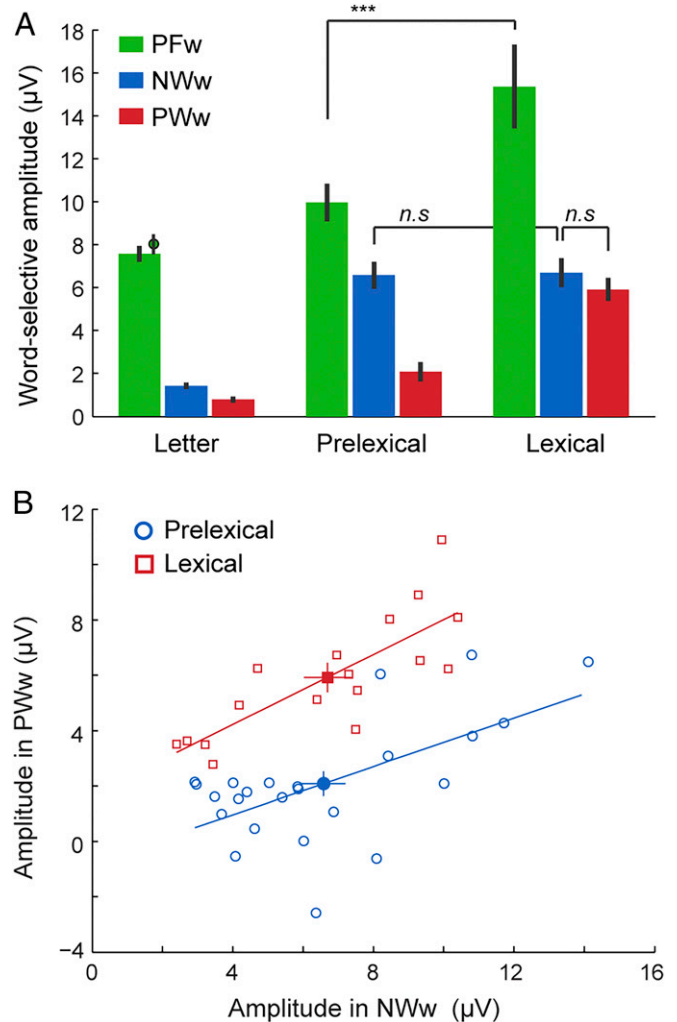 A
***
18
PFw
16
NWw
14
PWw
12
10
n.s
n.s
8
6
4
2
0
Word-selective amplitude (µV)
Letter Prelexical Lexical
B
12
Prelexical
Lexical
8
4
0
−4
Amplitude in PWw (µV)
0 4 8 12 16
Amplitude in NWw (µV)